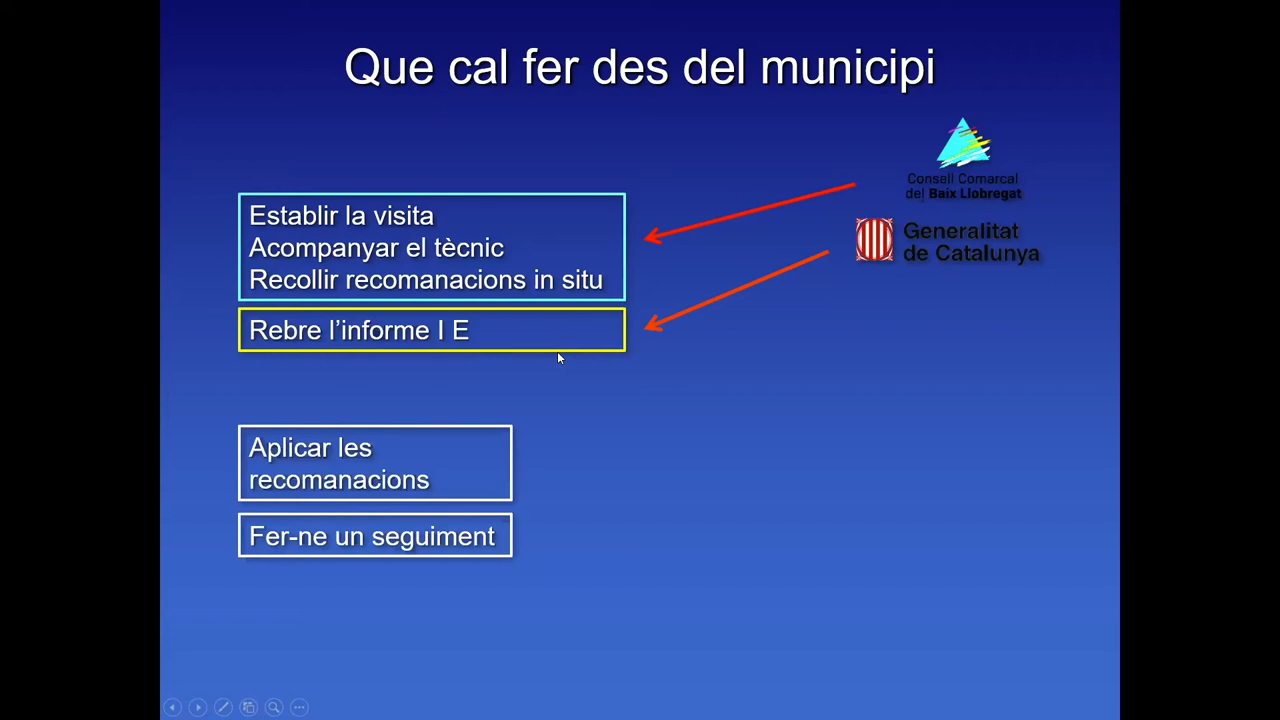 Que cal fer des del municipi
Consell Comarcal
del Baix Llobregat
Generalitat
de Catalunya
Establir la visita
Acompanyar el tècnic
Recollir recomanacions in situ
Rebre l’informe I E
Aplicar les
recomanacions
Fer-ne un seguiment